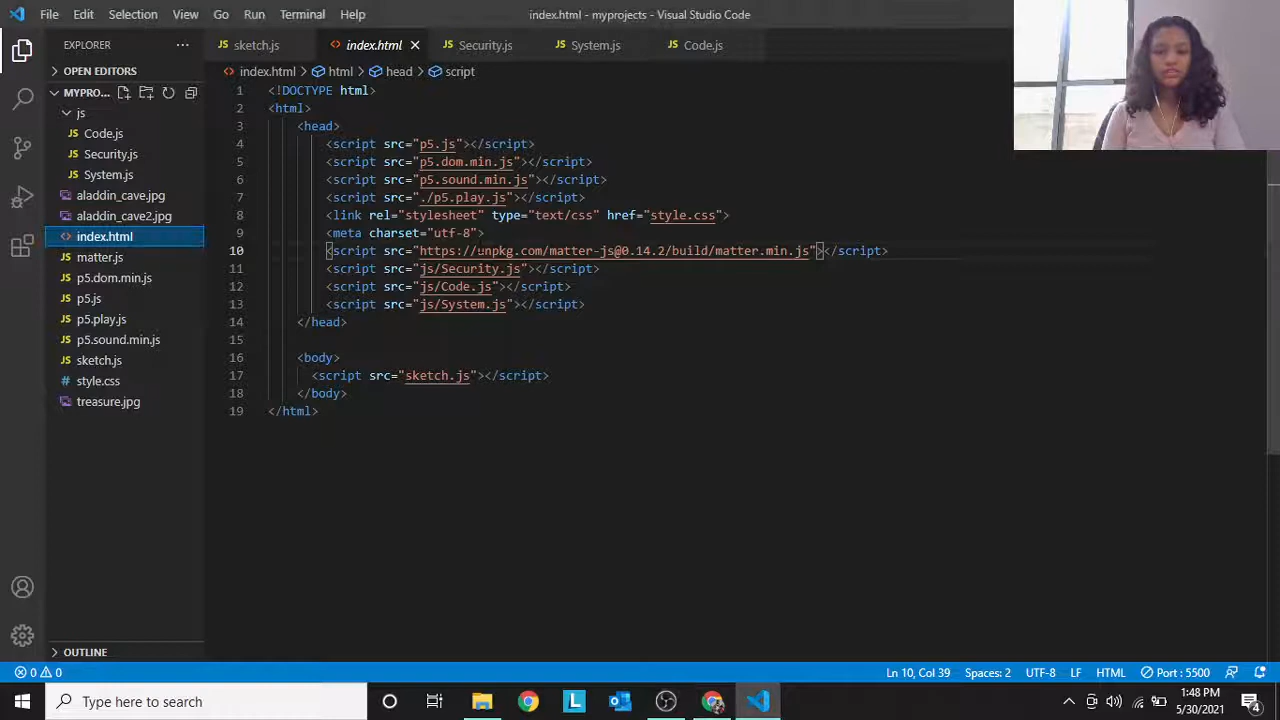 File Edit Selection View Go Run Terminal Help index.html - myprojects - Visual Studio Code
EXPLORER
sketch.js index.html Security.js System.js Code.js
OPEN EDITORS
index.html > html > head > script
MYPRO...
js
Code.js
Security.js
System.js
aladdin_cave.jpg
aladdin_cave2.jpg
index.html
matter.js
p5.dom.min.js
p5.js
p5.play.js
p5.sound.min.js
sketch.js
style.css
treasure.jpg
OUTLINE
1 <!DOCTYPE html>
2 <html>
3 <head>
4 <script src="p5.js"></script>
5 <script src="p5.dom.min.js"></script>
6 <script src="p5.sound.min.js"></script>
7 <script src="./p5.play.js"></script>
8 <link rel="stylesheet" type="text/css" href="style.css">
9 <meta charset="utf-8">
10 <script src="https://unpkg.com/matter-js@0.14.2/build/matter.min.js"></script>
11 <script src="js/Security.js"></script>
12 <script src="js/Code.js"></script>
13 <script src="js/System.js"></script>
14 </head>
15
16 <body>
17 <script src="sketch.js"></script>
18 </body>
19 </html>
0 0 Ln 10, Col 39 Spaces: 2 UTF-8 LF HTML Port : 5500
Type here to search
1:48 PM
5/30/2021
4